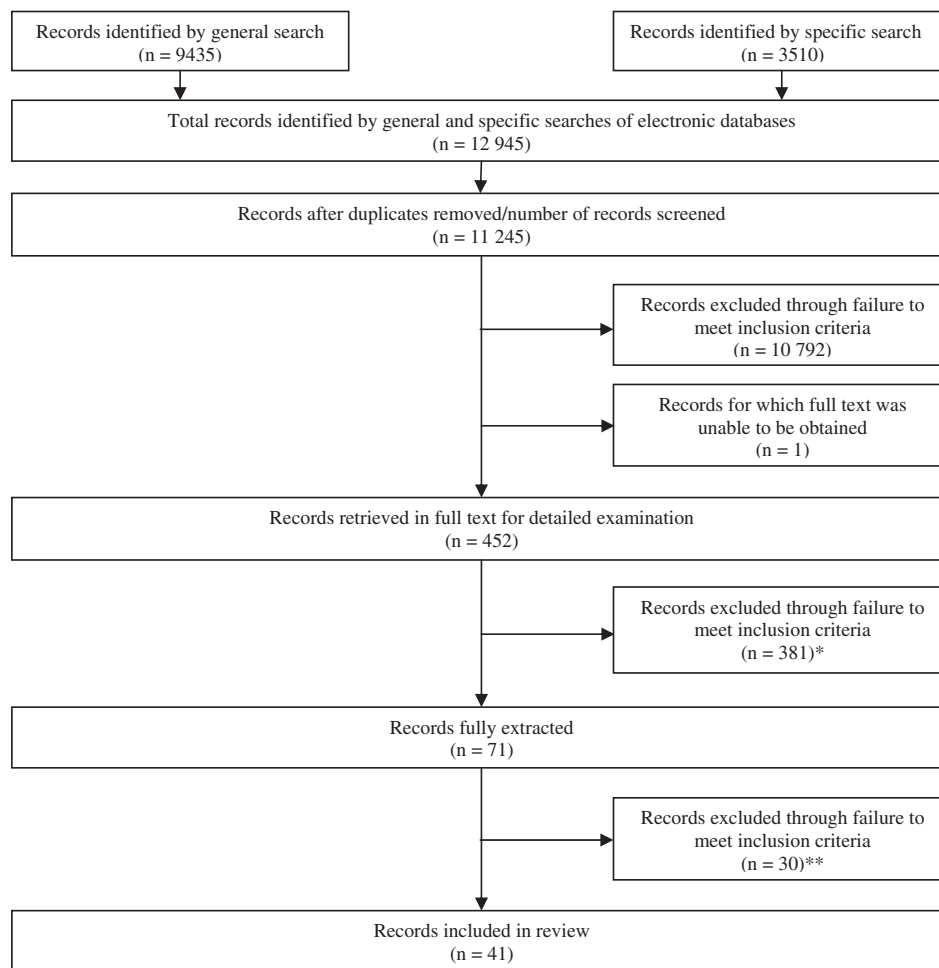 Records identified by general search
(n = 9435)
Records identified by specific search
(n = 3510)
Total records identified by general and specific searches of electronic databases
(n = 12 945)
Records after duplicates removed/number of records screened
(n = 11 245)
Records excluded through failure to
meet inclusion criteria
(n = 10 792)
Records for which full text was
unable to be obtained
(n = 1)
Records retrieved in full text for detailed examination
(n = 452)
Records excluded through failure to
meet inclusion criteria
(n = 381)*
Records fully extracted
(n = 71)
Records excluded through failure to
meet inclusion criteria
(n = 30)**
Records included in review
(n = 41)